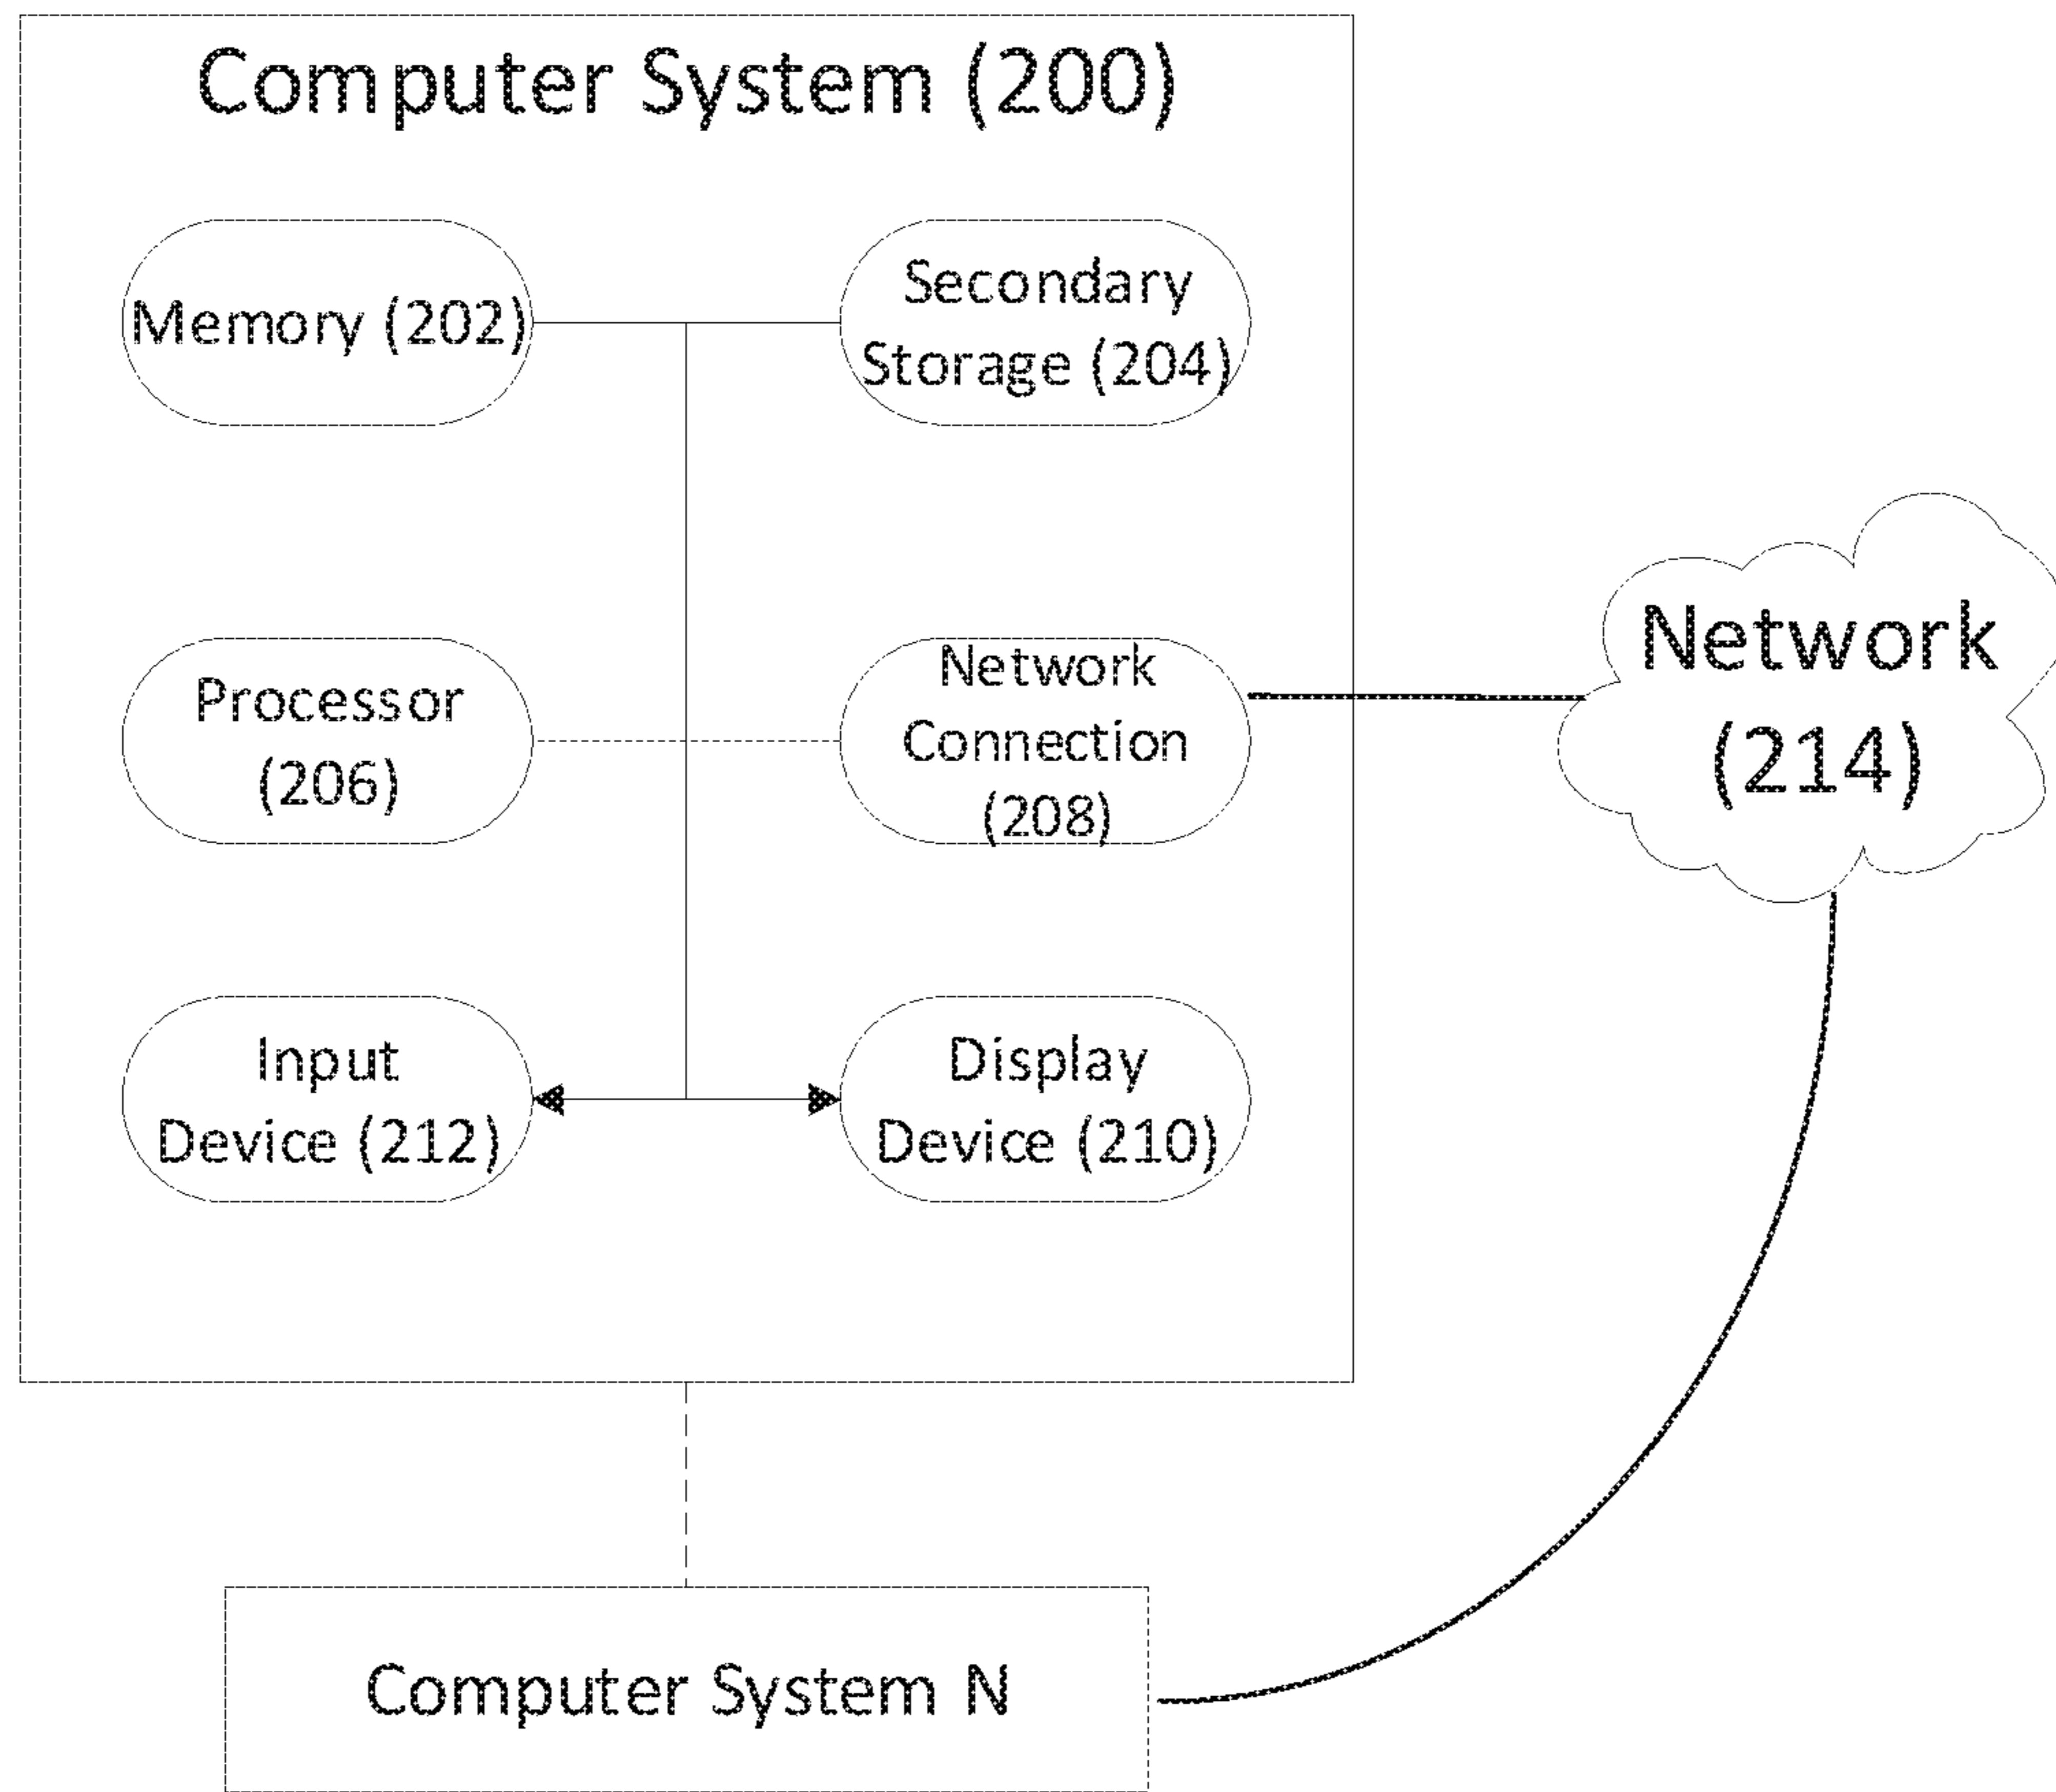 Computer System (200)
Memory (202)
Secondary
Storage (204)
Processor
(206)
Network
Connection
(208)
Network
(214)
Input
Device (212)
Display
Device (210)
Computer System N